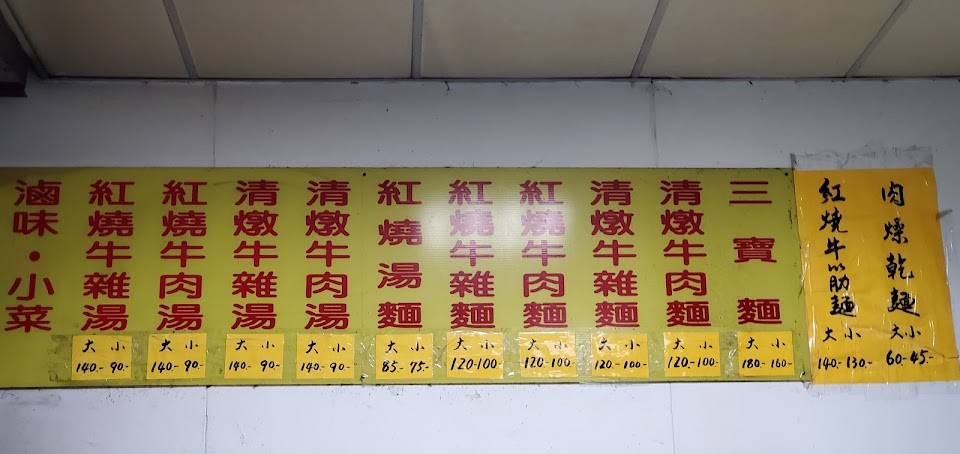 肉燥乾麵
大 小
60.-45.-
紅燒牛筋麵
大 小
140.-130.-
三寶麵
大 小
180-160.-
清燉牛肉麵
大 小
120.-100.-
清燉牛雜麵
大 小
120.-100.-
紅燒牛肉麵
大 小
120.-100
紅燒牛雜麵
大 小
120-100
紅燒湯麵
大 小
85.-75.-
清燉牛肉湯
大 小
140.-90.-
清燉牛雜湯
大 小
140.-90.-
紅燒牛肉湯
大 小
140.-90.-
紅燒牛雜湯
大 小
140.-90.-
滷味·小菜